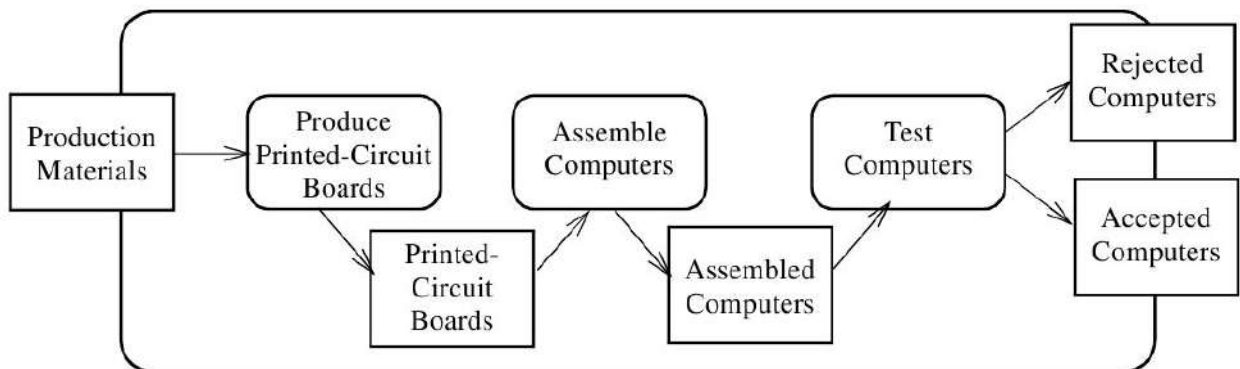 Production
Materials
Produce
Printed-Circuit
Boards
Printed-
Circuit
Boards
Assemble
Computers
Assembled
Computers
Test
Computers
Rejected
Computers
Accepted
Computers